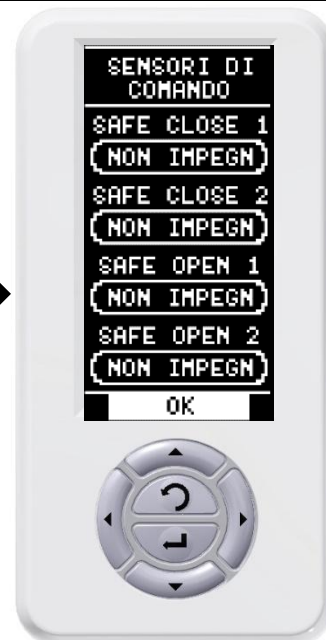 SENSORI DI
COMANDO
SAFE CLOSE 1
NON IMPEGN
SAFE CLOSE 2
NON IMPEGN
SAFE OPEN 1
NON IMPEGN
SAFE OPEN 2
NON IMPEGN
OK